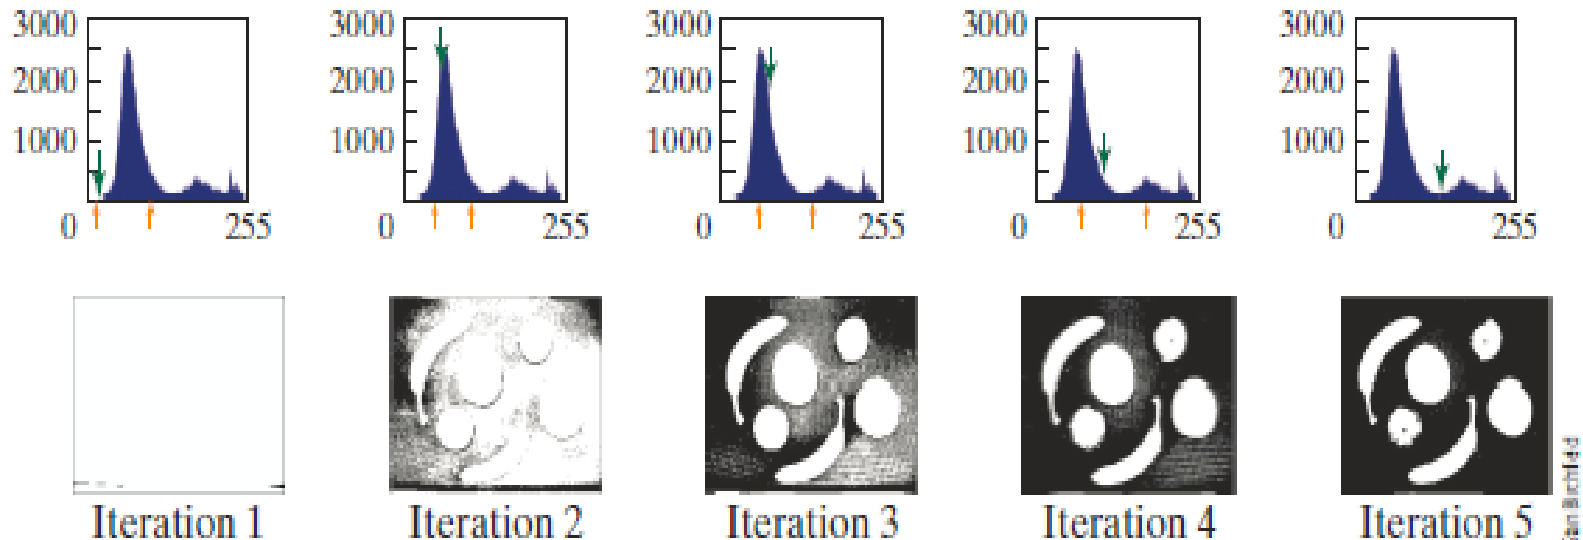 3000 3000 3000 3000 3000
2000 2000 2000 2000 2000
1000 1000 1000 1000 1000
0 255 0 255 0 255 0 255 0 255
Iteration 1 Iteration 2 Iteration 3 Iteration 4 Iteration 5